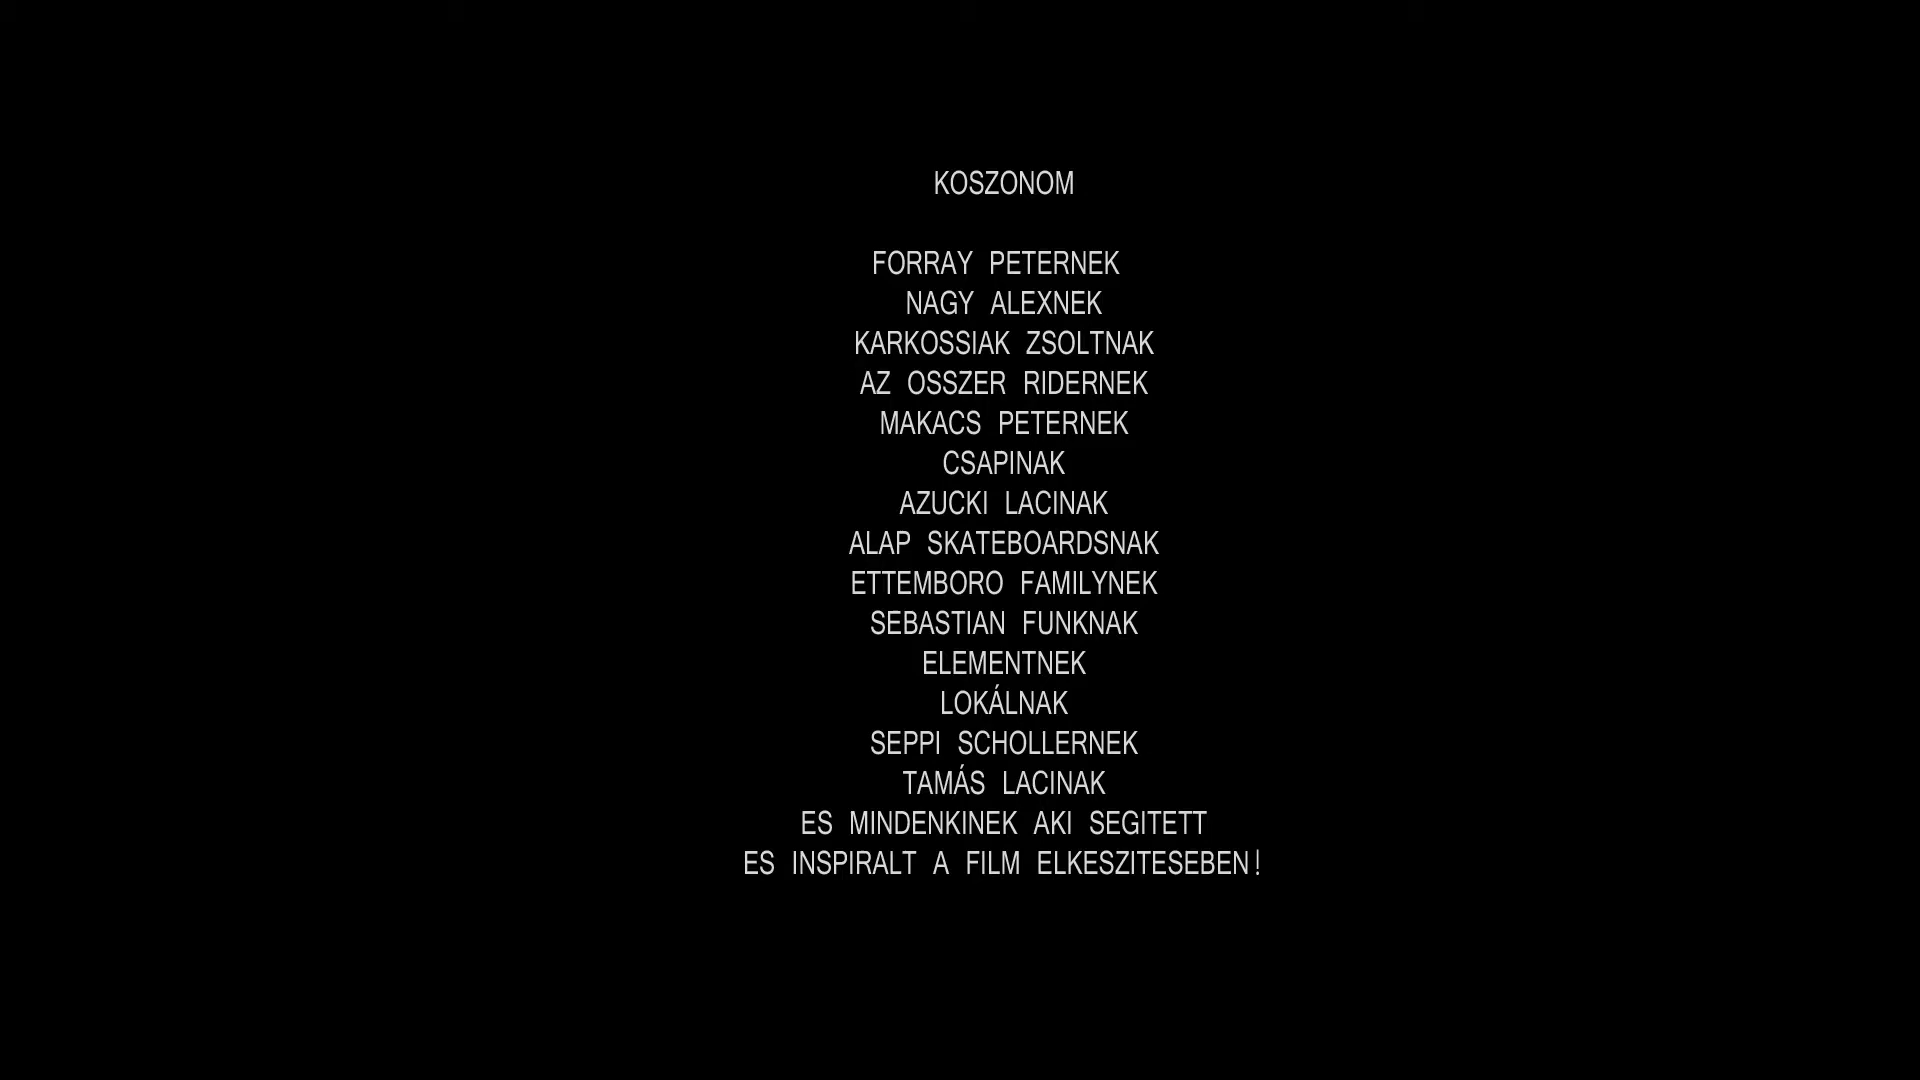 KOSZONOM
FORRAY PETERNEK
NAGY ALEXNEK
KARKOSSIAK ZSOLTNAK
AZ OSSZER RIDERNEK
MAKACS PETERNEK
CSAPINAK
AZUCKI LACINAK
ALAP SKATEBOARDSNAK
ETTEMBORO FAMILYNEK
SEBASTIAN FUNKNAK
ELEMENTNEK
LOKÁLNAK
SEPPI SCHOLLERNEK
TAMÁS LACINAK
ES MINDENKINEK AKI SEGITETT
ES INSPIRALT A FILM ELKESZITESEBEN!